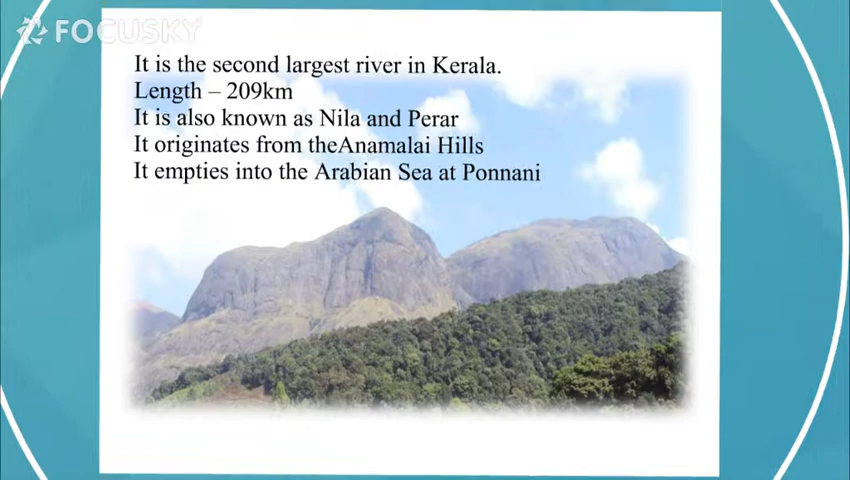 FOCUSKY
It is the second largest river in Kerala.
Length – 209km
It is also known as Nila and Perar
It originates from theAnamalai Hills
It empties into the Arabian Sea at Ponnani